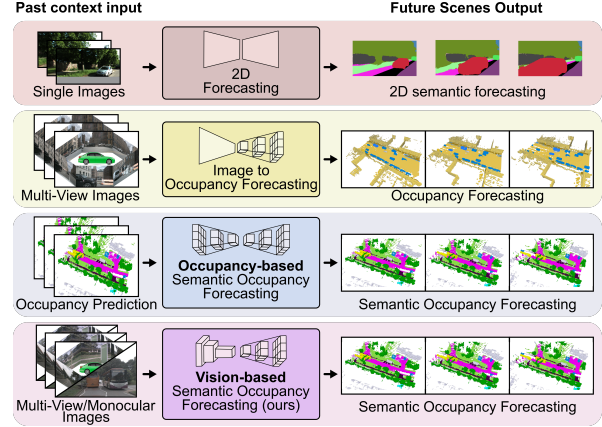 Past context input
Future Scenes Output
Single Images
2D
Forecasting
2D semantic forecasting
Multi-View Images
Image to
Occupancy Forecasting
Occupancy Forecasting
Occupancy Prediction
Occupancy-based
Semantic Occupancy
Forecasting
Semantic Occupancy Forecasting
Multi-View/Monocular
Images
Vision-based
Semantic Occupancy
Forecasting (ours)
Semantic Occupancy Forecasting